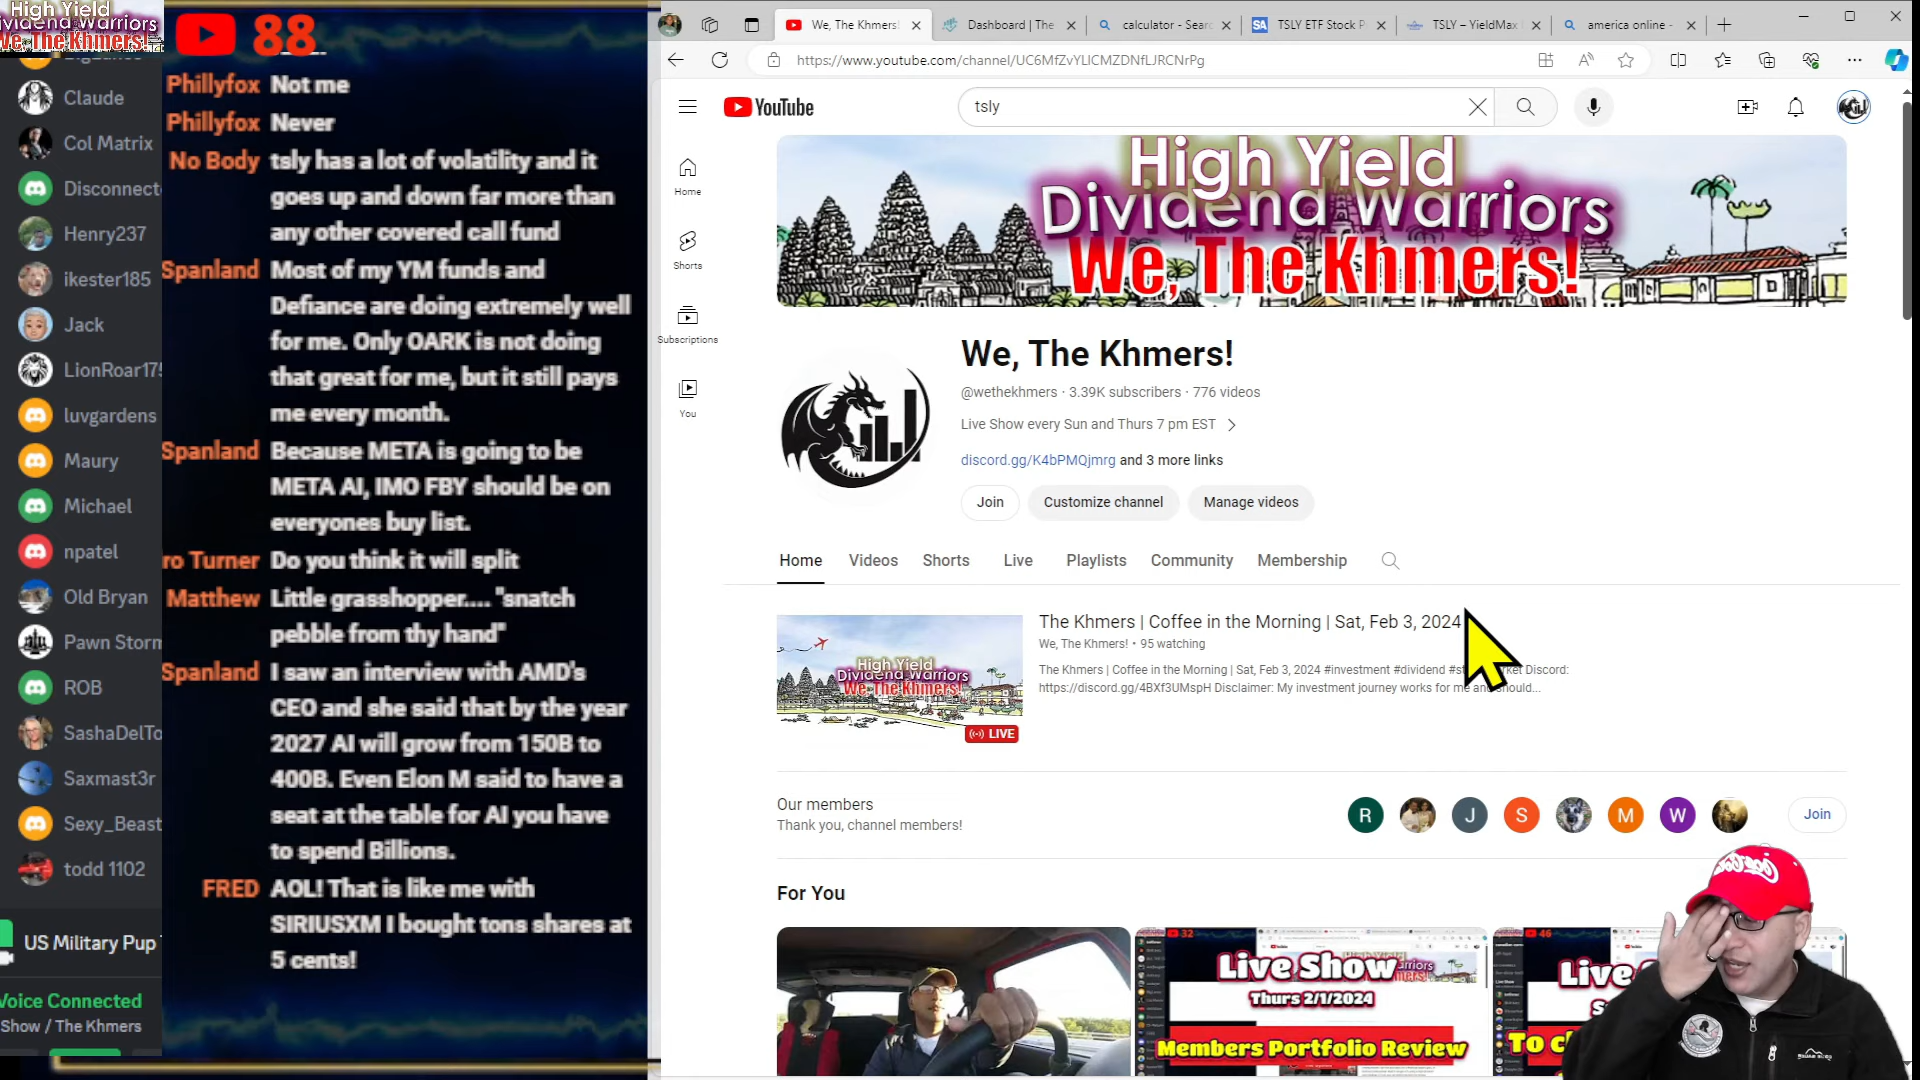 High Yield
Dividend Warriors
We, The Khmers!
88
Claude
Col Matrix
Disconnect
Henry237
ikester185
Jack
LionRoar175
luvgardens
Maury
Michael
npatel
Old Bryan
Pawn Storm
ROB
SashaDelTo
Saxmast3r
Sexy_Beast
todd 1102
US Military Pup
Voice Connected
Show / The Khmers
Phillyfox Not me
Phillyfox Never
No Body tsly has a lot of volatility and it
goes up and down far more than
any other covered call fund
Spanland Most of my YM funds and
Defiance are doing extremely well
for me. Only OARK is not doing
that great for me, but it still pays
me every month.
Spanland Because META is going to be
META AI, IMO FBY should be on
everyones buy list.
ro Turner Do you think it will split
Matthew Little grasshopper.... "snatch
pebble from thy hand"
Spanland I saw an interview with AMD's
CEO and she said that by the year
2027 AI will grow from 150B to
400B. Even Elon M said to have a
seat at the table for AI you have
to spend Billions.
FRED AOL! That is like me with
SIRIUSXM I bought tons shares at
5 cents!
We, The Khmers!
Dashboard | The
calculator - Searc
TSLY ETF Stock P
TSLY – YieldMax
america online -
https://www.youtube.com/channel/UC6MfZvYLlCMZDNfLJRCNrPg
YouTube
tsly
Home
Shorts
Subscriptions
You
High Yield
Dividend Warriors
We, The Khmers!
We, The Khmers!
@wethekhmers · 3.39K subscribers · 776 videos
Live Show every Sun and Thurs 7 pm EST
discord.gg/K4bPMQjmrg and 3 more links
Join
Customize channel
Manage videos
Home
Videos
Shorts
Live
Playlists
Community
Membership
The Khmers | Coffee in the Morning | Sat, Feb 3, 2024
We, The Khmers! • 95 watching
The Khmers | Coffee in the Morning | Sat, Feb 3, 2024 #investment #dividend Discord:
https://discord.gg/4BXf3UMspH Disclaimer: My investment journey works for me and should...
High Yield
Dividend Warriors
We, The Khmers!
LIVE
Our members
Thank you, channel members!
R
J
S
M
W
Join
For You
32
Live Show
Thurs 2/1/2024
Members Portfolio Review
46
Live
To